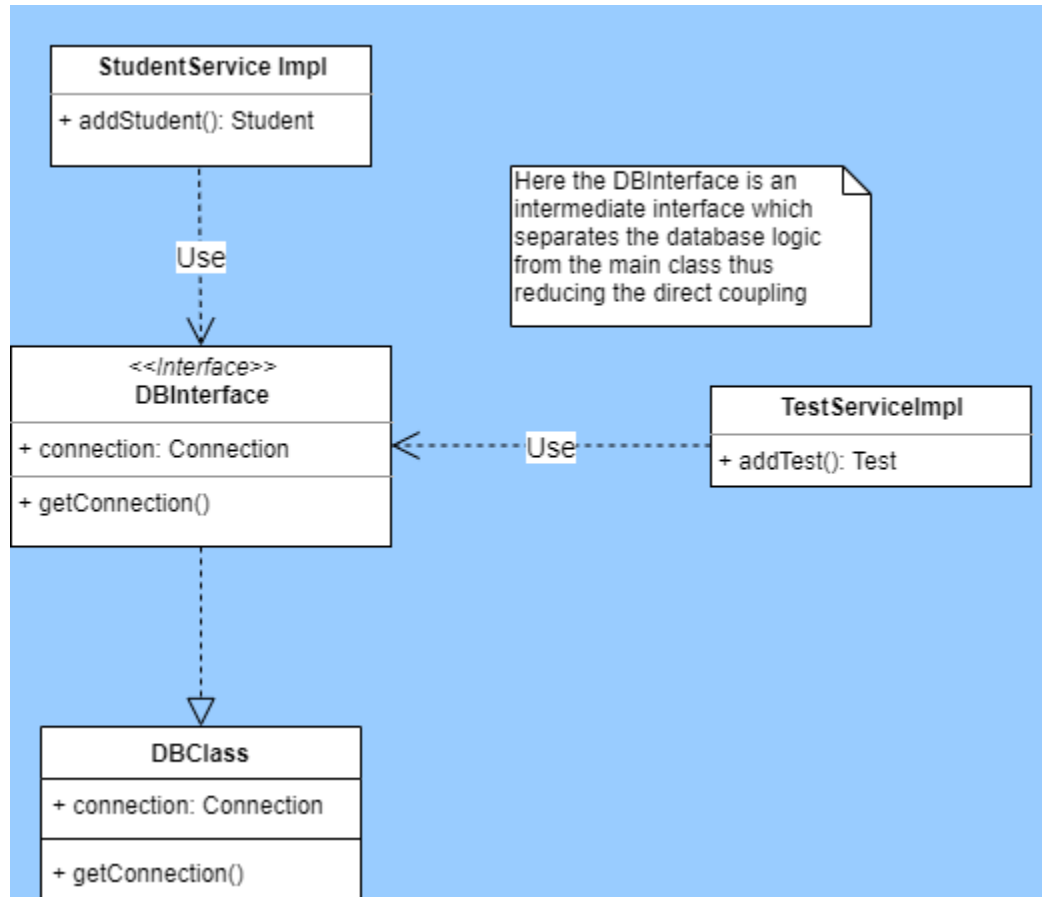 StudentService Impl
+ addStudent(): Student
Use
Here the DBInterface is an
intermediate interface which
separates the database logic
from the main class thus
reducing the direct coupling
<<Interface>>
DBInterface
+ connection: Connection
+ getConnection()
Use
TestServiceImpl
+ addTest(): Test
DBClass
+ connection: Connection
+ getConnection()